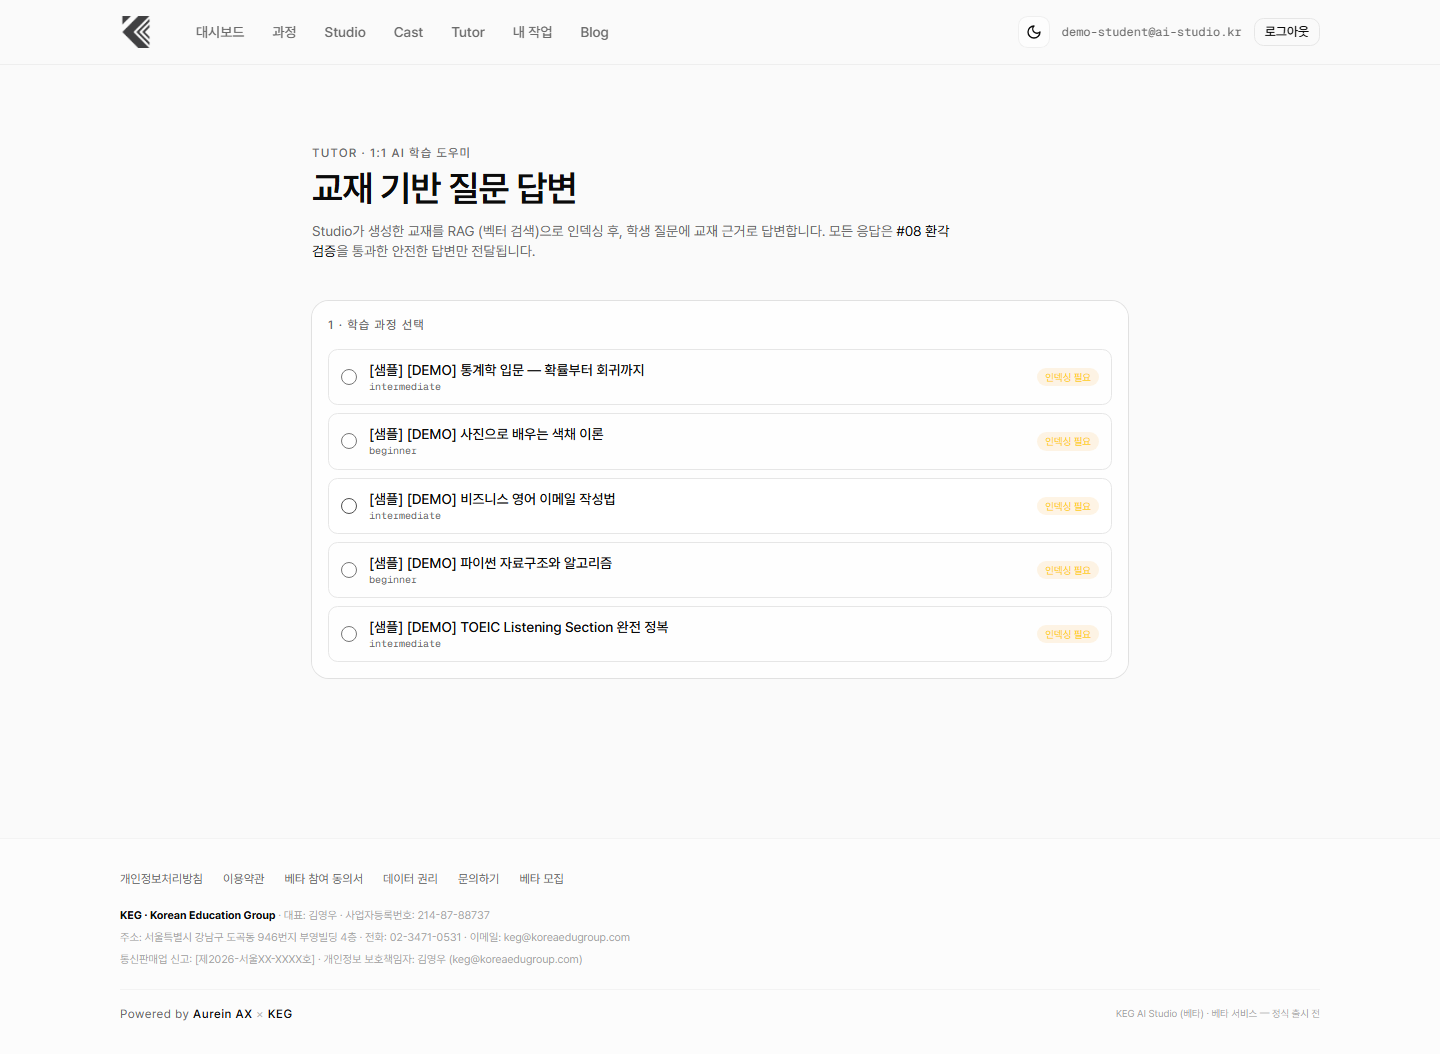 대시보드 과정 Studio Cast Tutor 내 작업 Blog demo-student@ai-studio.kr 로그아웃
TUTOR · 1:1 AI 학습 도우미
교재 기반 질문 답변
Studio가 생성한 교재를 RAG (벡터 검색)으로 인덱싱 후, 학생 질문에 교재 근거로 답변합니다. 모든 응답은 #08 환각
검증을 통과한 안전한 답변만 전달됩니다.
1 · 학습 과정 선택
[샘플] [DEMO] 통계학 입문 — 확률부터 회귀까지
intermediate
인덱싱 필요
[샘플] [DEMO] 사진으로 배우는 색채 이론
beginner
인덱싱 필요
[샘플] [DEMO] 비즈니스 영어 이메일 작성법
intermediate
인덱싱 필요
[샘플] [DEMO] 파이썬 자료구조와 알고리즘
beginner
인덱싱 필요
[샘플] [DEMO] TOEIC Listening Section 완전 정복
intermediate
인덱싱 필요
개인정보처리방침 이용약관 베타 참여 동의서 데이터 권리 문의하기 베타 모집
KEG · Korean Education Group · 대표: 김영우 · 사업자등록번호: 214-87-88737
주소: 서울특별시 강남구 도곡동 946번지 부영빌딩 4층 · 전화: 02-3471-0531 · 이메일: keg@koreaedugroup.com
통신판매업 신고: [제2026-서울XX-XXXX호] · 개인정보 보호책임자: 김영우 (keg@koreaedugroup.com)
Powered by Aurein AX × KEG
KEG AI Studio (베타) · 베타 서비스 — 정식 출시 전